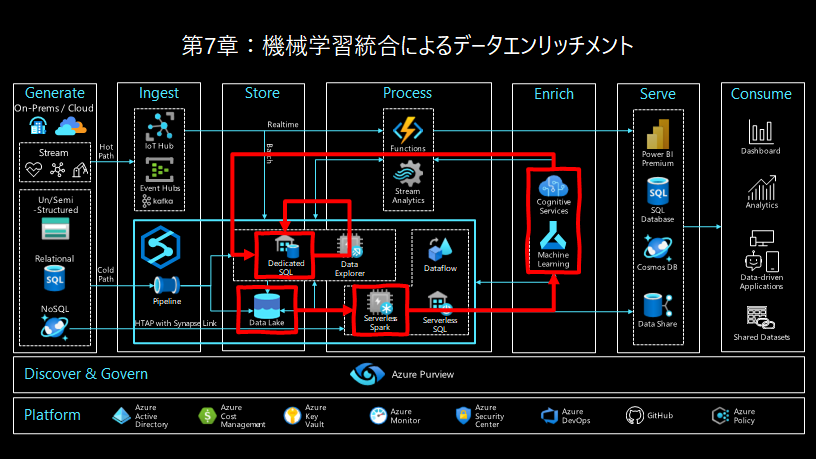 第7章：機械学習統合によるデータエンリッチメント
Generate
On-Prems / Cloud
Stream
Un/Semi
-Structured
Relational
SQL
NoSQL
Hot
Path
Cold
Path
Ingest
IoT Hub
Event Hubs
kafka
Pipeline
HTAP with Synapse Link
Store
Realtime
Batch
Dedicated
SQL
Data Lake
Process
Functions
Stream
Analytics
Data
Explorer
Dataflow
Serverless
Spark
Serverless
SQL
Enrich
Cognitive
Services
Machine
Learning
Serve
Power BI
Premium
SQL
SQL
Database
Cosmos DB
Data Share
Consume
Dashboard
Analytics
Data-driven
Applications
Shared Datasets
Discover & Govern
Azure Purview
Platform
Azure
Active
Directory
Azure
Cost
Management
Azure
Key
Vault
Azure
Monitor
Azure
Security
Center
Azure
DevOps
GitHub
Azure
Policy